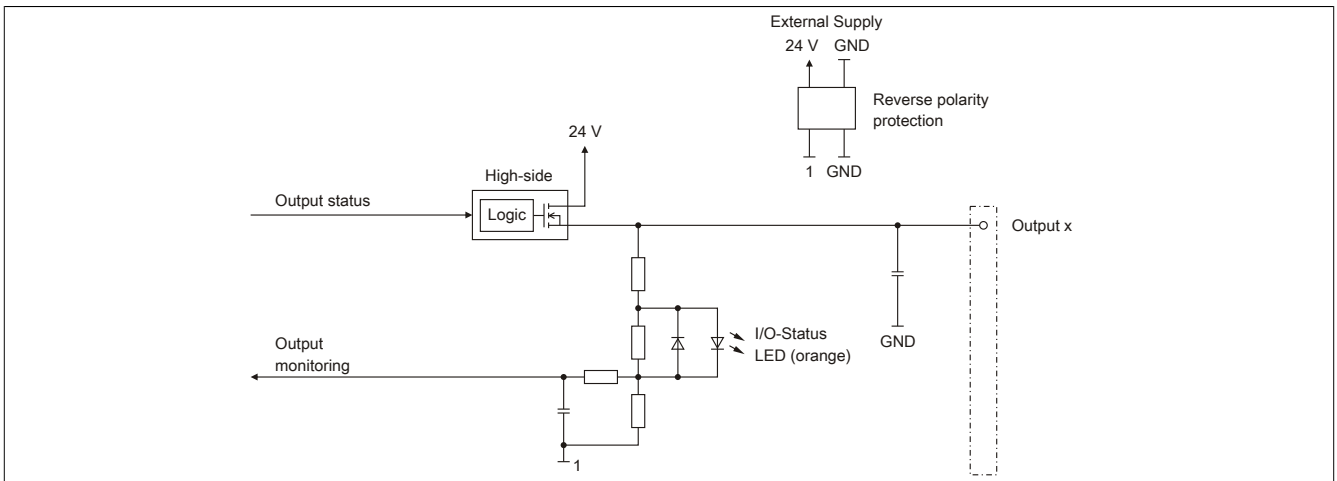 External Supply
24 V GND
Reverse polarity
protection
1 GND
24 V
High-side
Output status
Logic
Output x
I/O-Status
LED (orange)
GND
Output
monitoring
1